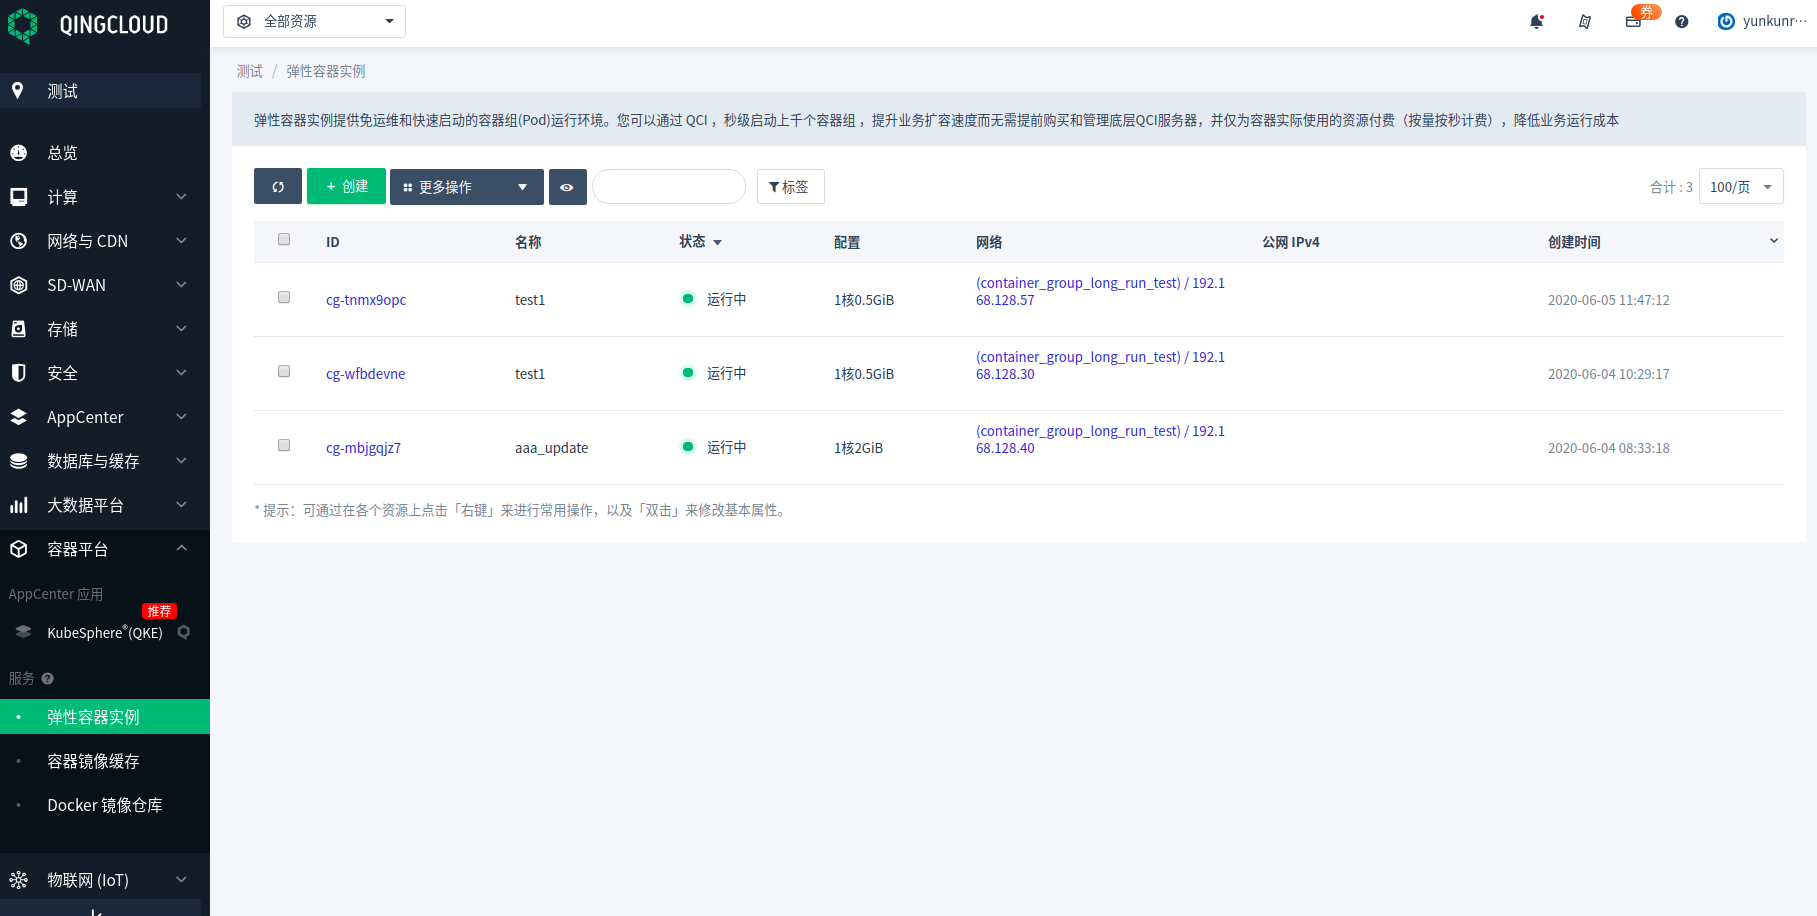 QINGCLOUD
全部资源
券
yunkunr···
测试
测试 / 弹性容器实例
弹性容器实例提供免运维和快速启动的容器组(Pod)运行环境。您可以通过 QCI ，秒级启动上千个容器组 ，提升业务扩容速度而无需提前购买和管理底层QCI服务器，并仅为容器实际使用的资源付费（按量按秒计费），降低业务运行成本
总览
计算
网络与 CDN
SD-WAN
存储
安全
AppCenter
数据库与缓存
大数据平台
容器平台
AppCenter 应用
推荐
KubeSphere®(QKE)
服务
弹性容器实例
容器镜像缓存
Docker 镜像仓库
物联网 (IoT)
+ 创建
更多操作
标签
合计 : 3
100/页
ID 名称 状态 配置 网络 公网 IPv4 创建时间
cg-tnmx9opc test1 运行中 1核0.5GiB (container_group_long_run_test) / 192.1
68.128.57 2020-06-05 11:47:12
cg-wfbdevne test1 运行中 1核0.5GiB (container_group_long_run_test) / 192.1
68.128.30 2020-06-04 10:29:17
cg-mbjgqjz7 aaa_update 运行中 1核2GiB (container_group_long_run_test) / 192.1
68.128.40 2020-06-04 08:33:18
* 提示：可通过在各个资源上点击「右键」来进行常用操作，以及「双击」来修改基本属性。